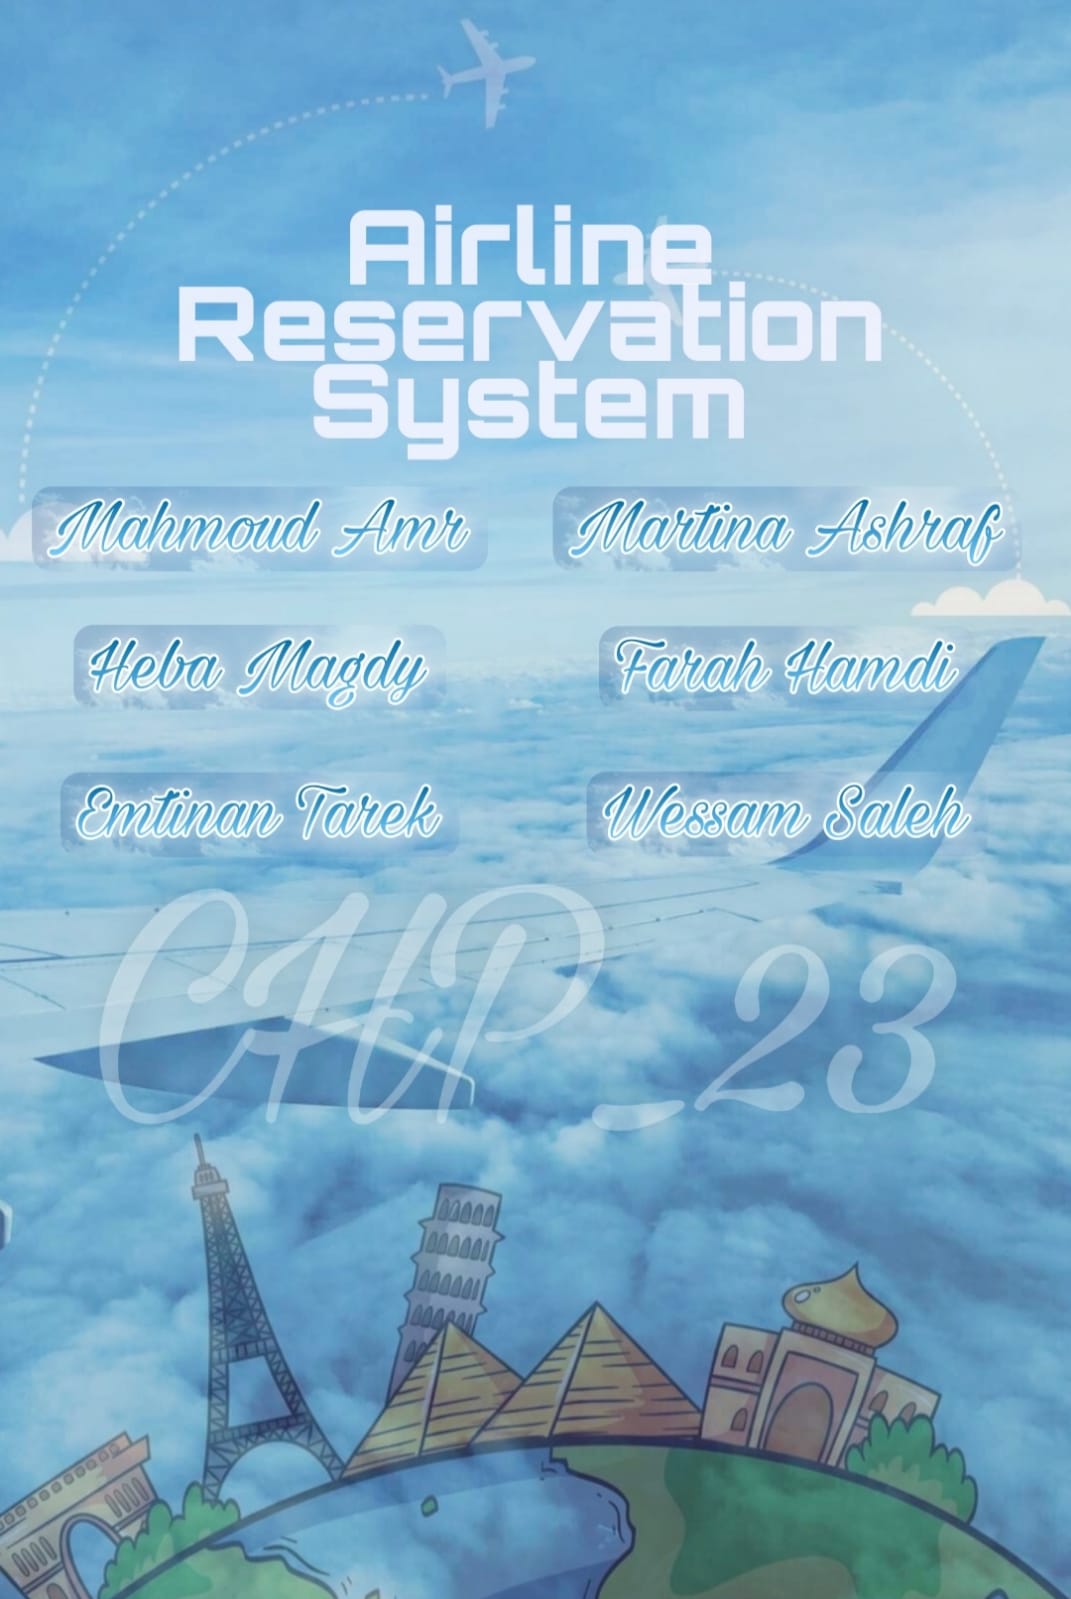 Airline
Reservation
System
Mahmoud Amr
Martina Ashraf
Heba Magdy
Farah Hamdi
Emtinan Tarek
Wessam Saleh
CHP_23